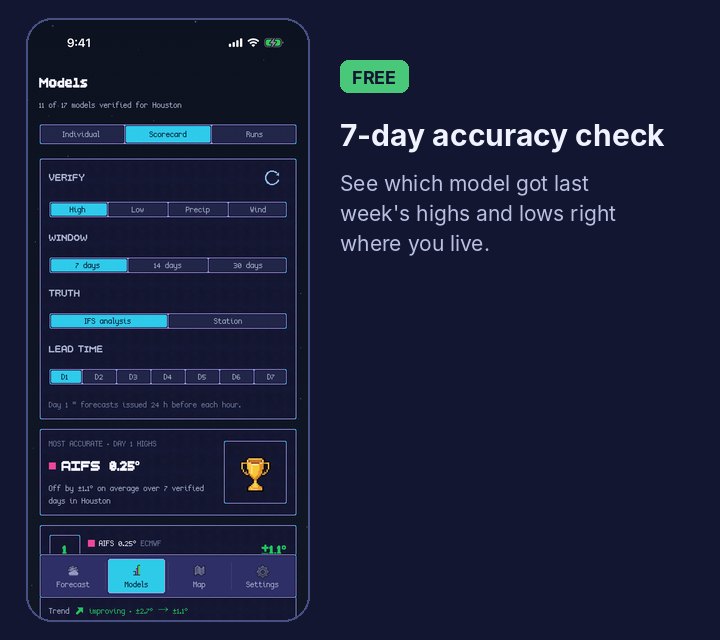 9:41
Models
11 of 17 models verified for Houston
Individual Scorecard Runs
VERIFY
High Low Precip Wind
WINDOW
7 days 14 days 30 days
TRUTH
IFS analysis Station
LEAD TIME
D1 D2 D3 D4 D5 D6 D7
Day 1 = forecasts issued 24 h before each hour.
MOST ACCURATE · DAY 1 HIGHS
AIFS 0.25°
Off by ±1.1° on average over 7 verified
days in Houston
1 AIFS 0.25° ECMWF ±1.1°
Forecast Models Map Settings
Trend improving · ±2.7° → ±1.1°
FREE
7-day accuracy check
See which model got last
week's highs and lows right
where you live.